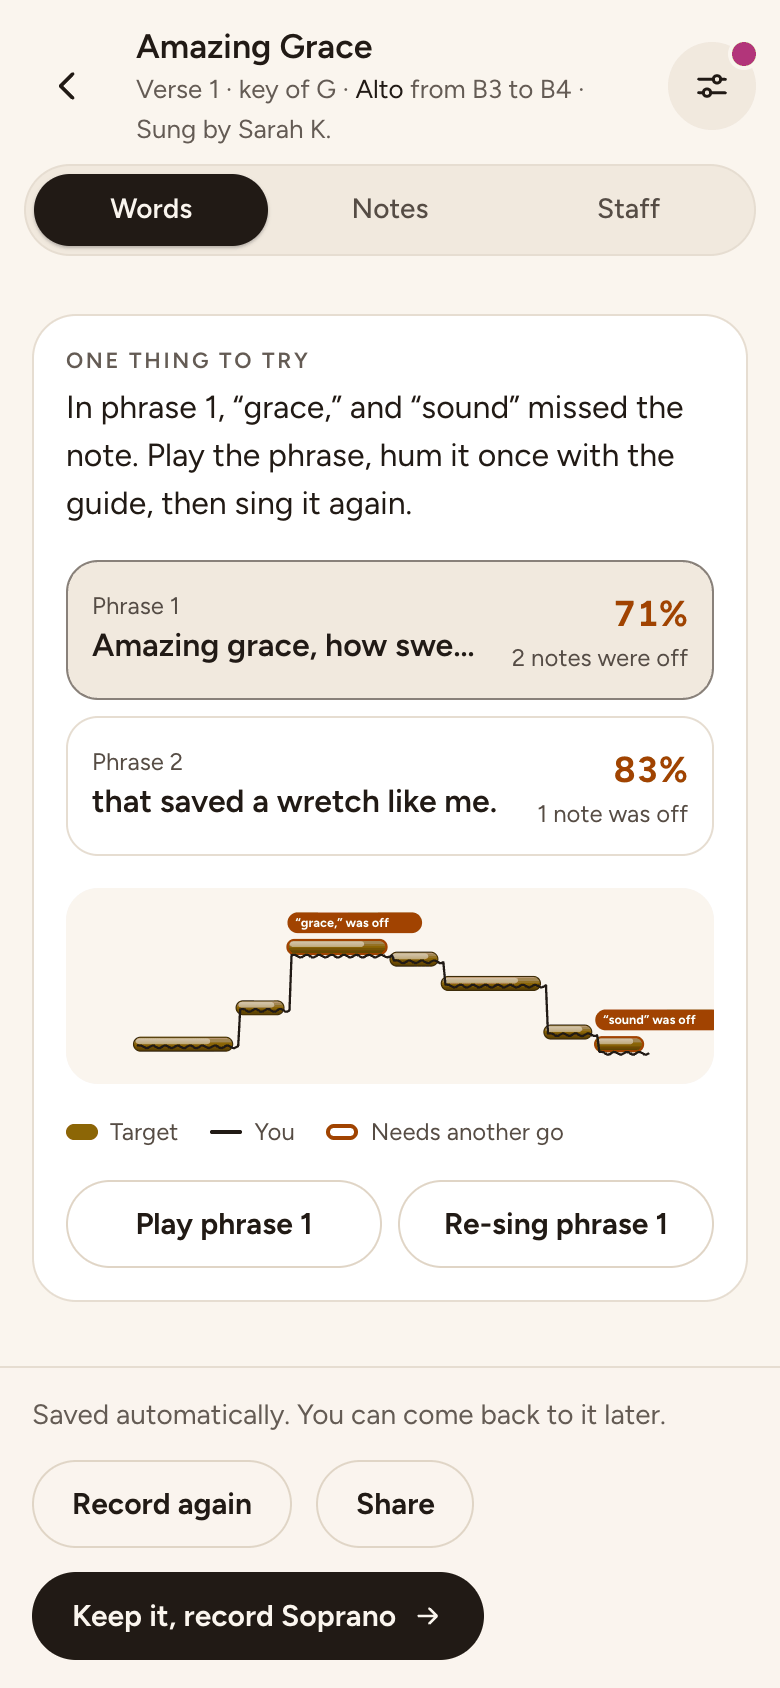 Amazing Grace
Verse 1 · key of G · Alto from B3 to B4 ·
Sung by Sarah K.
Words
Notes
Staff
ONE THING TO TRY
In phrase 1, “grace,” and “sound” missed the
note. Play the phrase, hum it once with the
guide, then sing it again.
Phrase 1
71%
Amazing grace, how swe...
2 notes were off
Phrase 2
83%
that saved a wretch like me.
1 note was off
“grace,” was off
“sound” was off
Target
You
Needs another go
Play phrase 1
Re-sing phrase 1
Saved automatically. You can come back to it later.
Record again
Share
Keep it, record Soprano →